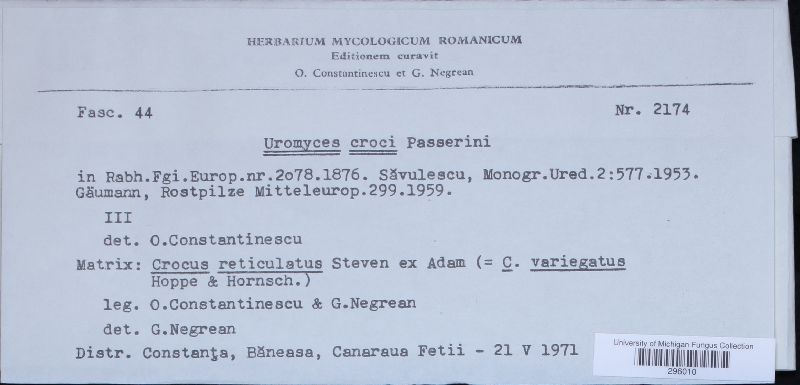 HERBARIUM MYCOLOGICUM ROMANICUM
Editionem curavit
O. Constantinescu et G. Negrean
Fasc. 44 Nr. 2174
Uromyces croci Passerini
in Rabh.Fgi.Europ.nr.2o78.1876. Săvulescu, Monogr.Ured.2:577.1953.
Gäumann, Rostpilze Mitteleurop.299.1959.
III
det. O.Constantinescu
Matrix: Crocus reticulatus Steven ex Adam (= C. variegatus
Hoppe & Hornsch.)
leg. O.Constantinescu & G.Negrean
det. G.Negrean
Distr. Constanţa, Băneasa, Canaraua Fetii - 21 V 1971
University of Michigan Fungus Collection
296010